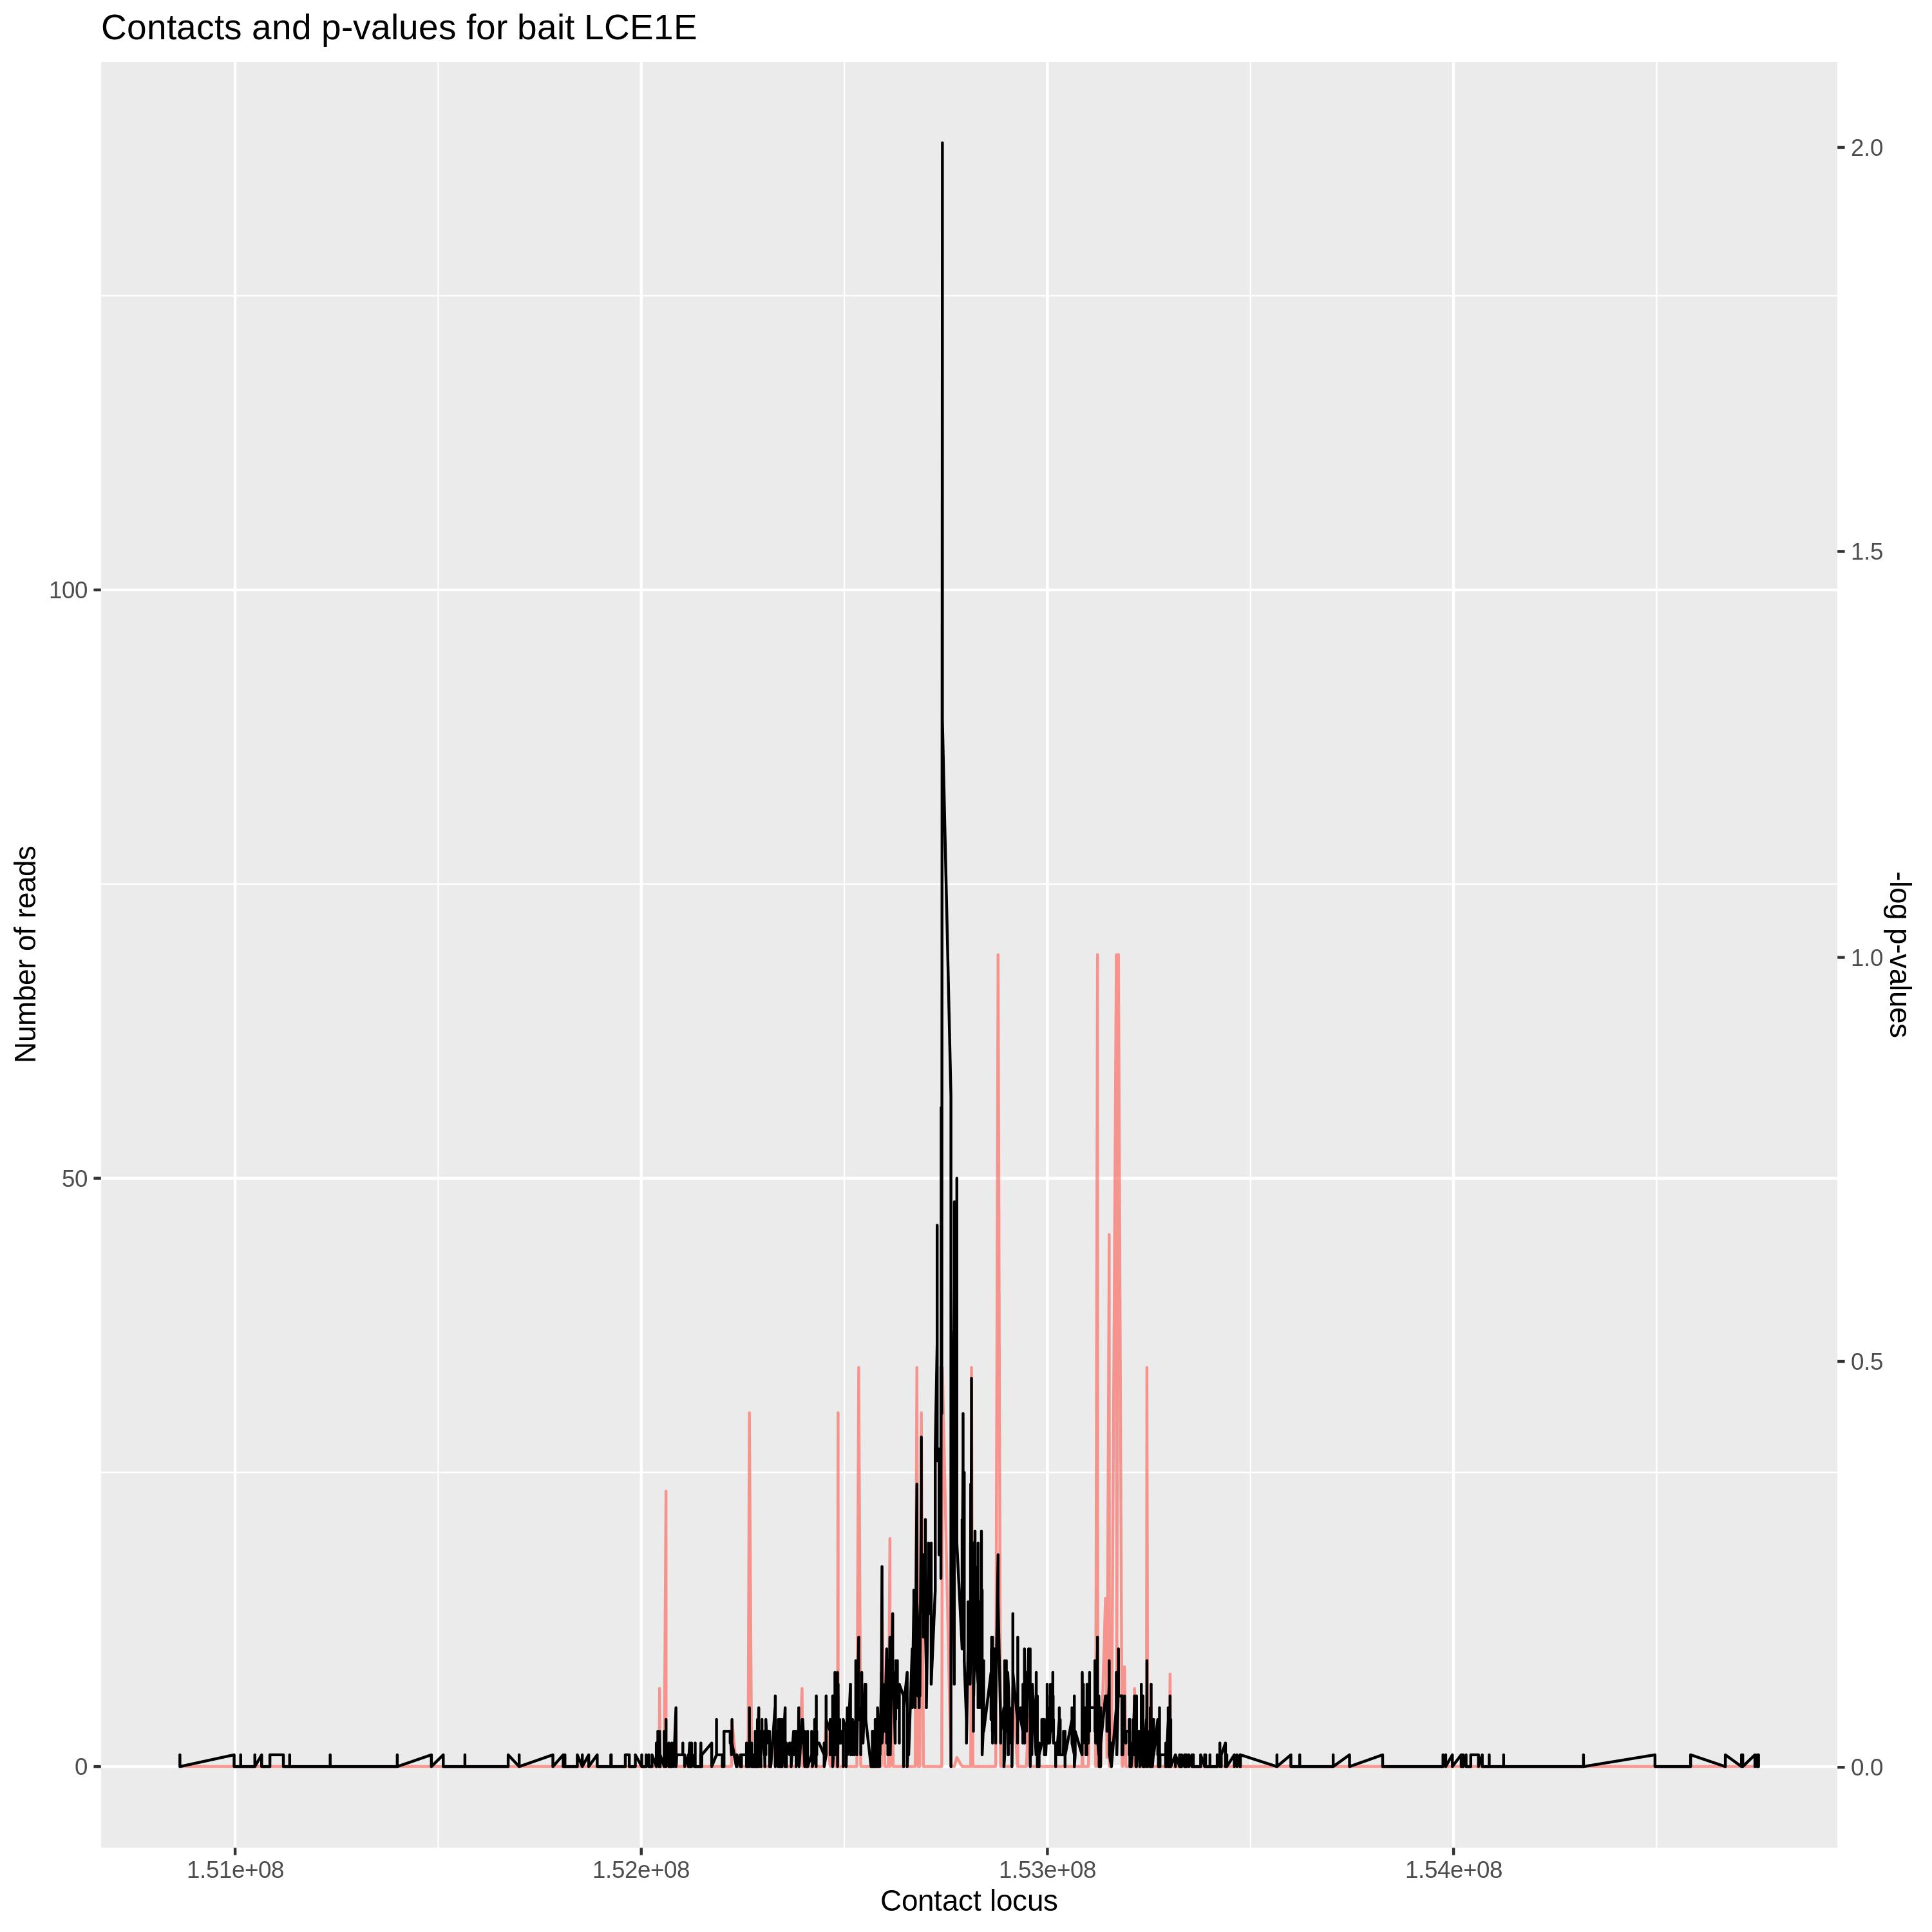 Contacts and p-values for bait LCE1E
Number of reads
100
50
0
2.0
1.5
1.0
0.5
0.0
-log p-values
1.51e+08 1.52e+08 1.53e+08 1.54e+08
Contact locus